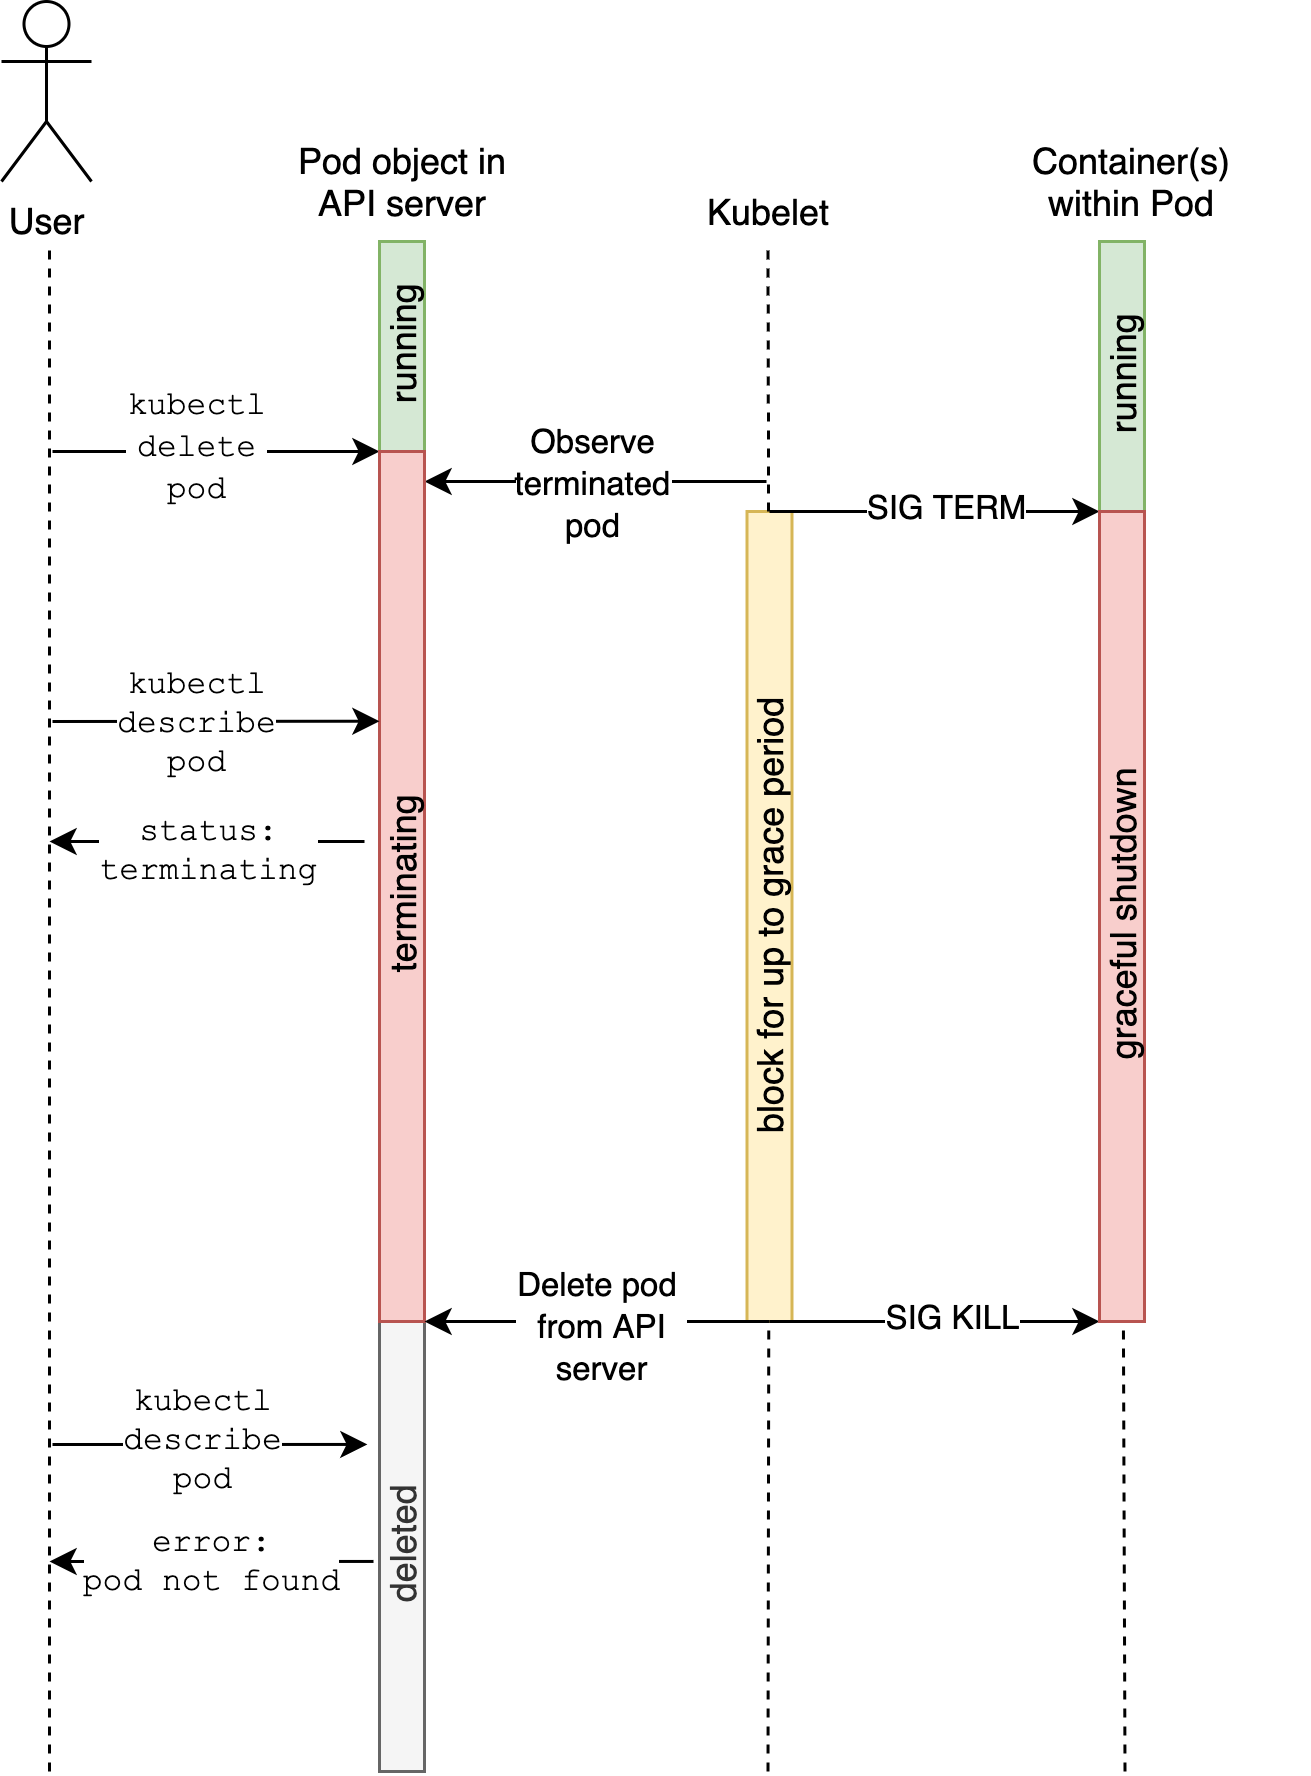 User
Pod object in
API server
Kubelet
Container(s)
within Pod
running
running
kubectl
delete
pod
Observe
terminated
pod
SIG TERM
kubectl
describe
pod
status:
terminating
terminating
block for up to grace period
graceful shutdown
Delete pod
from API
server
SIG KILL
kubectl
describe
pod
error:
pod not found
deleted